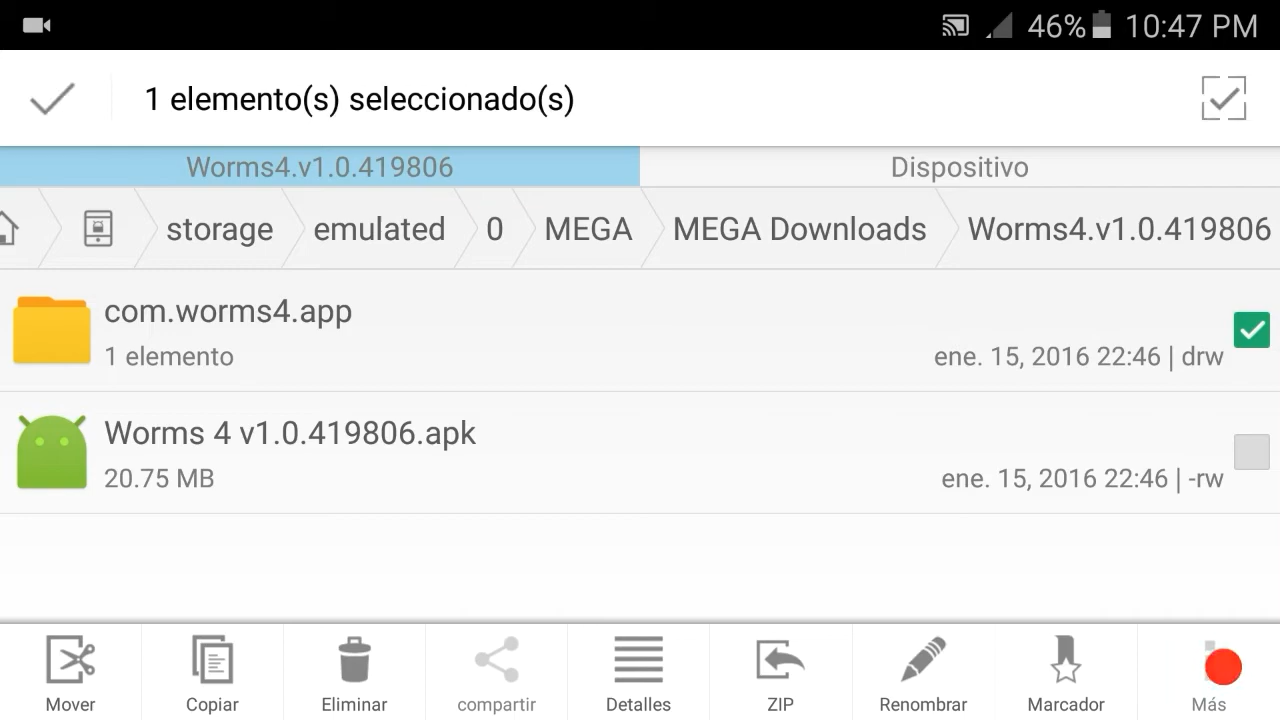 46% 10:47 PM
1 elemento(s) seleccionado(s)
Worms4.v1.0.419806 Dispositivo
storage emulated 0 MEGA MEGA Downloads Worms4.v1.0.419806
com.worms4.app
1 elemento ene. 15, 2016 22:46 | drw
Worms 4 v1.0.419806.apk
20.75 MB ene. 15, 2016 22:46 | -rw
Mover Copiar Eliminar compartir Detalles ZIP Renombrar Marcador Más